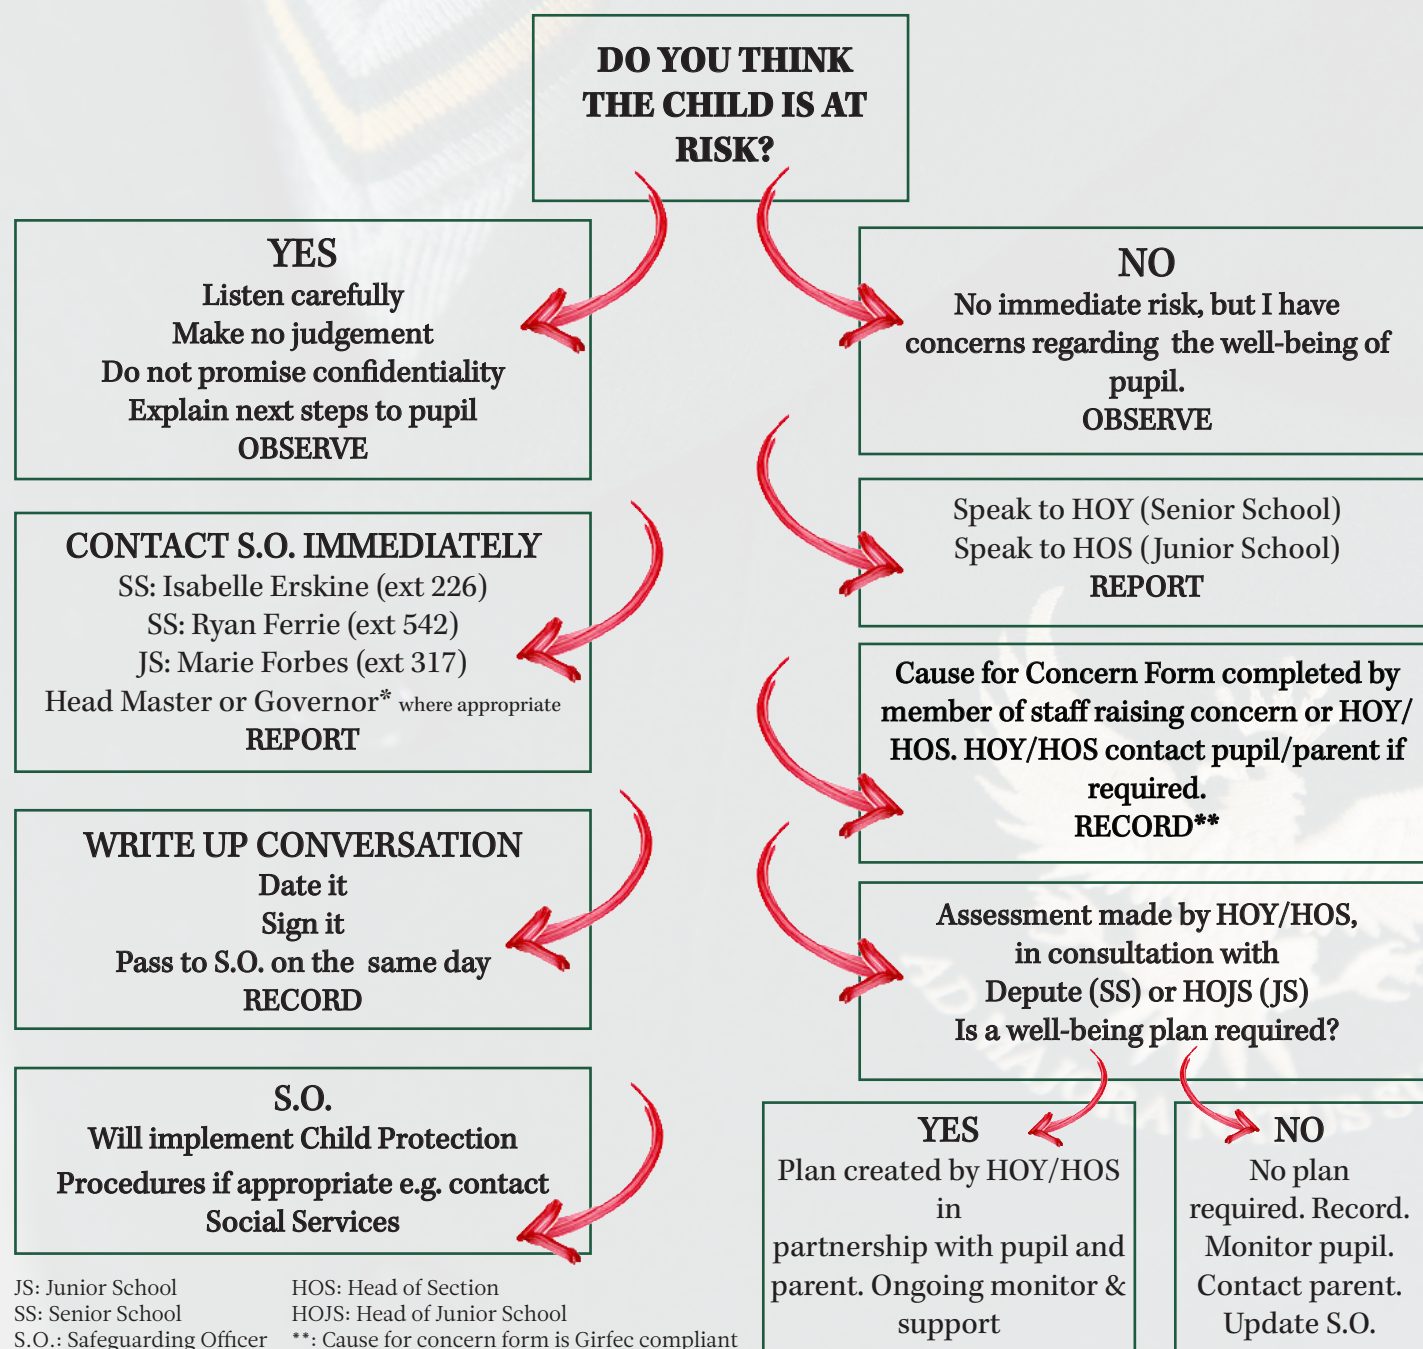 DO YOU THINK
THE CHILD IS AT
RISK?
YES
Listen carefully
Make no judgement
Do not promise confidentiality
Explain next steps to pupil
OBSERVE
CONTACT S.O. IMMEDIATELY
SS: Isabelle Erskine (ext 226)
SS: Ryan Ferrie (ext 542)
JS: Marie Forbes (ext 317)
Head Master or Governor* where appropriate
REPORT
WRITE UP CONVERSATION
Date it
Sign it
Pass to S.O. on the same day
RECORD
S.O.
Will implement Child Protection
Procedures if appropriate e.g. contact
Social Services
NO
No immediate risk, but I have
concerns regarding the well-being of
pupil.
OBSERVE
Speak to HOY (Senior School)
Speak to HOS (Junior School)
REPORT
Cause for Concern Form completed by
member of staff raising concern or HOY/
HOS. HOY/HOS contact pupil/parent if
required.
RECORD**
Assessment made by HOY/HOS,
in consultation with
Depute (SS) or HOJS (JS)
Is a well-being plan required?
YES
Plan created by HOY/HOS
in
partnership with pupil and
parent. Ongoing monitor &
support
NO
No plan
required. Record.
Monitor pupil.
Contact parent.
Update S.O.
JS: Junior School
SS: Senior School
S.O.: Safeguarding Officer
HOS: Head of Section
HOJS: Head of Junior School
**: Cause for concern form is Girfec compliant
AD MAJORA